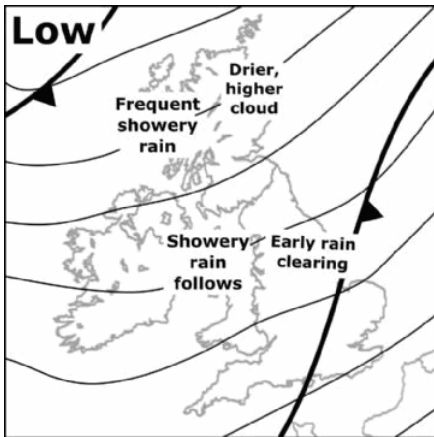 Low
Drier,
higher
cloud
Frequent
showery
rain
Showery
rain
follows
Early rain
clearing